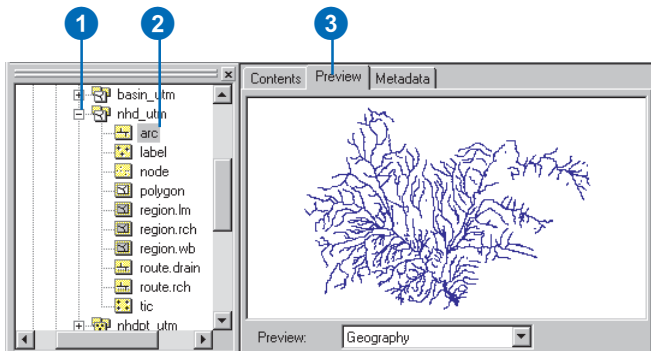 1
2
3
basin_utm
nhd_utm
arc
label
node
polygon
region.lm
region.rch
region.wb
route.drain
route.rch
tic
nhdpt_utm
Contents
Preview
Metadata
Preview:
Geography